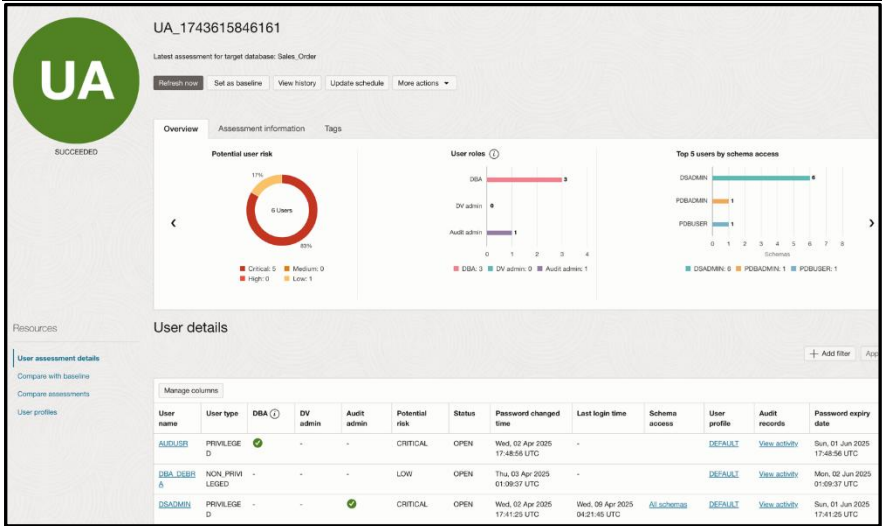 UA_1743615846161
Latest assessment for target database: Sales_Order
UA
Refresh now Set as baseline View history Update schedule More actions
SUCCEEDED
Overview Assessment information Tags
Potential user risk
17%
6 Users
83%
Critical: 5 Medium: 0
High: 0 Low: 1
User roles i
DBA 3
DV admin 0
Audit admin 1
0 1 2 3 4
DBA: 3 DV admin: 0 Audit admin: 1
Top 5 users by schema access
DSADMIN 6
PDBADMIN 1
PDBUSER 1
0 1 2 3 4 5 6 7 8
Schemas
DSADMIN: 6 PDBADMIN: 1 PDBUSER: 1
Resources
User assessment details
Compare with baseline
Compare assessments
User profiles
User details
+ Add filter App
Manage columns
User name User type DBA i DV admin Audit admin Potential risk Status Password changed time Last login time Schema access User profile Audit records Password expiry date
AUDUSR PRIVILEGE D - - CRITICAL OPEN Wed, 02 Apr 2025 17:48:56 UTC - DEFAULT View activity Sun, 01 Jun 2025 17:48:56 UTC
DBA_DEBR A NON_PRIVI LEGED - - - LOW OPEN Thu, 03 Apr 2025 01:09:37 UTC - DEFAULT View activity Mon, 02 Jun 2025 01:09:37 UTC
DSADMIN PRIVILEGE D - - CRITICAL OPEN Wed, 02 Apr 2025 17:41:25 UTC Wed, 09 Apr 2025 04:21:45 UTC All schemas DEFAULT View activity Sun, 01 Jun 2025 17:41:25 UTC